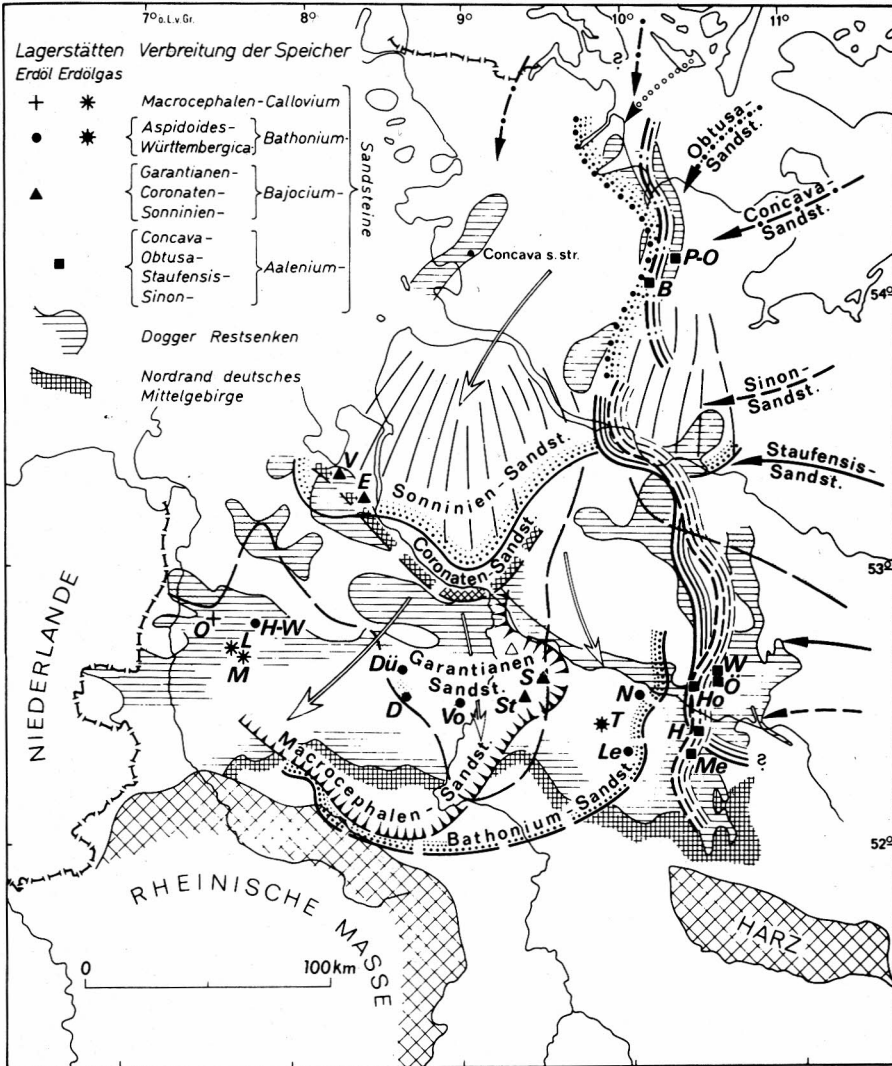 7° o.L.v.Gr. 8° 9° 10° 11°
Lagerstätten Verbreitung der Speicher
Erdöl Erdölgas
Macrocephalen-Callovium
Aspidoides-
Württembergica
Bathonium-
Garantianen-
Coronaten-
Sonninien-
Bajocium-
Concava-
Obtusa-
Staufensis-
Sinon-
Aalenium-
Sandsteine
Dogger Restsenken
Nordrand deutsches
Mittelgebirge
?
Obtusa-
Sandst.
Concava
Sandst.
Concava s. str.
P-O
B
54°
Sinon-
Sandst.
Staufensis-
Sandst.
V
E
Sonninien-Sandst
Coronaten-Sandst.
53°
NIEDERLANDE
O
H-W
L
M
Dü
D
Garantianen
Sandst.
S
St
Vo
N
T
Le
W
Ö
Ho
H
Me
?
Macrocephalen-Sandst
Bathonium-Sandst
52°
RHEINISCHE MASSE
HARZ
0 100km